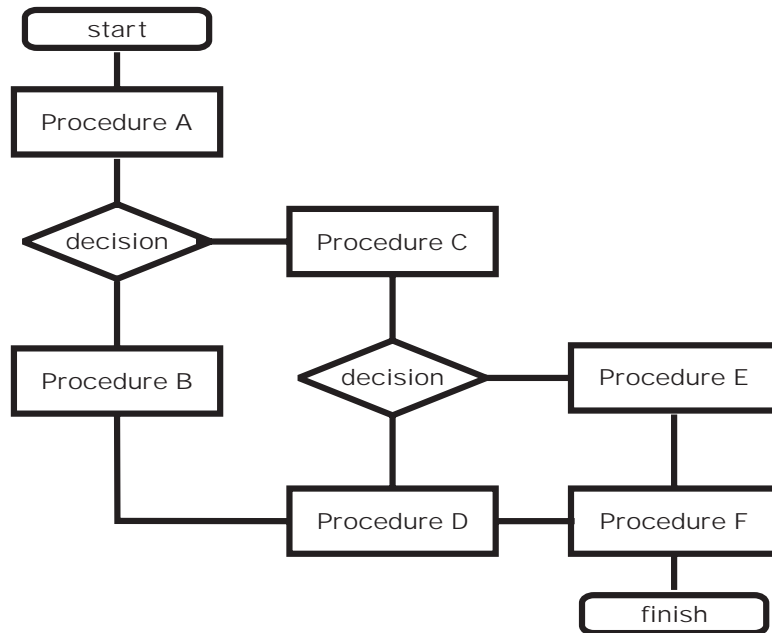 start
Procedure A
decision
Procedure C
Procedure B
decision
Procedure E
Procedure D
Procedure F
finish